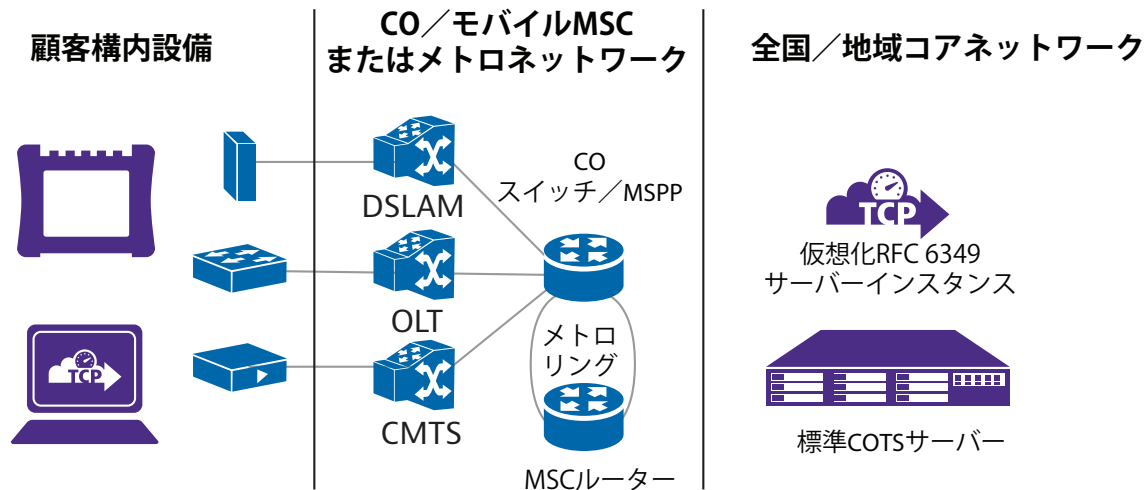 顧客構内設備
CO／モバイルMSC
またはメトロネットワーク
全国／地域コアネットワーク
DSLAM
CO
スイッチ／MSPP
OLT
CMTS
メトロ
リング
MSCルーター
TCP
TCP
仮想化RFC 6349
サーバーインスタンス
標準COTSサーバー